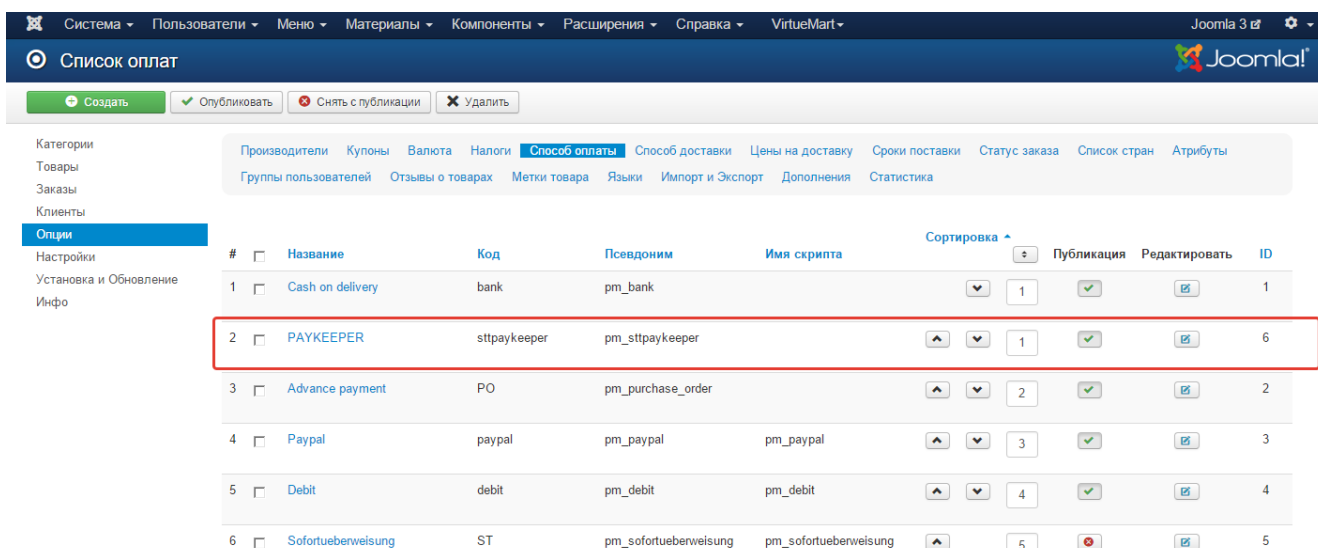 Система Пользователи Меню Материалы Компоненты Расширения Справка VirtueMart Joomla 3
Список оплат Joomla!
Создать Опубликовать Снять с публикации Удалить
Категории
Товары
Заказы
Клиенты
Опции
Настройки
Установка и Обновление
Инфо
Производители Купоны Валюта Налоги Способ оплаты Способ доставки Цены на доставку Сроки поставки Статус заказа Список стран Атрибуты
Группы пользователей Отзывы о товарах Метки товара Языки Импорт и Экспорт Дополнения Статистика
# Название Код Псевдоним Имя скрипта Сортировка Публикация Редактировать ID
1 Cash on delivery bank pm_bank 1 1
2 PAYKEEPER sttpaykeeper pm_sttpaykeeper 1 6
3 Advance payment PO pm_purchase_order 2 2
4 Paypal paypal pm_paypal pm_paypal 3 3
5 Debit debit pm_debit pm_debit 4 4
6 Sofortueberweisung ST pm_sofortueberweisung pm_sofortueberweisung 5 5